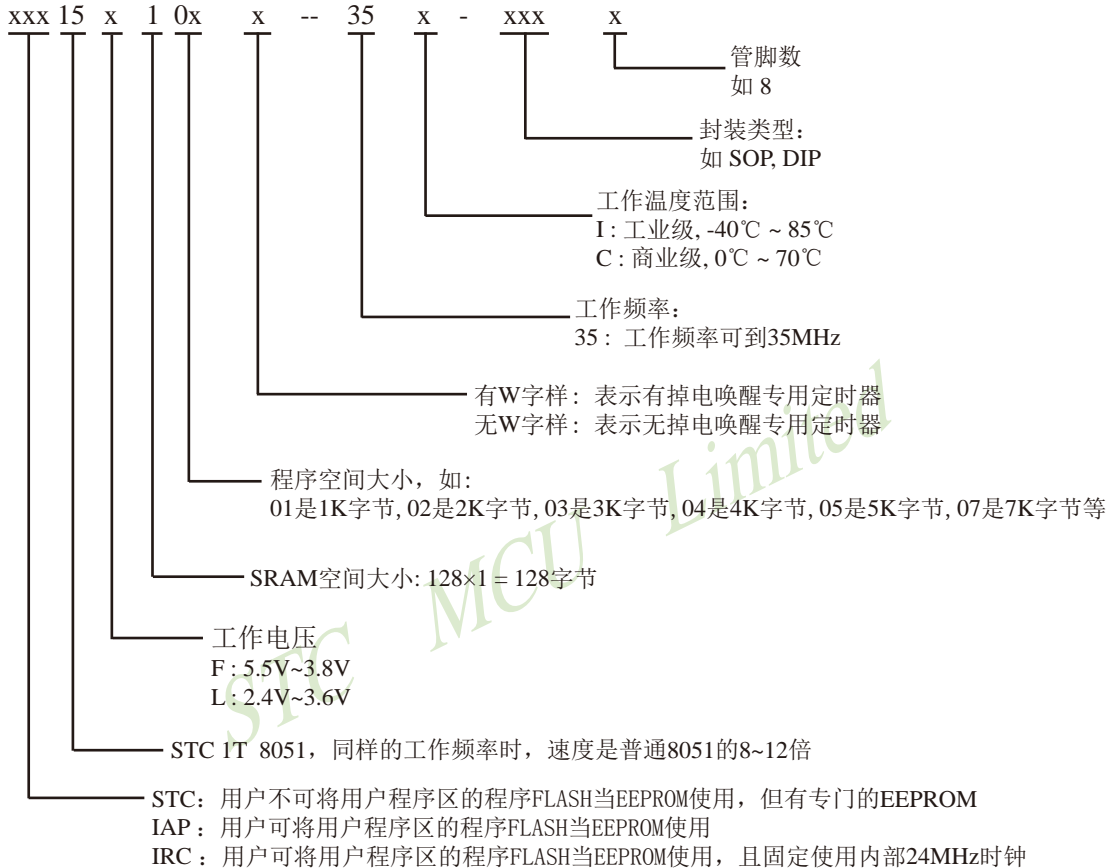 xxx 15 x 1 0x x -- 35 x - xxx x
管脚数
如 8
封装类型：
如 SOP, DIP
工作温度范围：
I : 工业级, -40℃ ~ 85℃
C : 商业级, 0℃ ~ 70℃
工作频率：
35 : 工作频率可到35MHz
有W字样： 表示有掉电唤醒专用定时器
无W字样： 表示无掉电唤醒专用定时器
程序空间大小，如：
01是1K字节, 02是2K字节, 03是3K字节, 04是4K字节, 05是5K字节, 07是7K字节等
SRAM空间大小: 128×1 = 128字节
工作电压
F : 5.5V~3.8V
L : 2.4V~3.6V
STC 1T 8051，同样的工作频率时，速度是普通8051的8~12倍
STC：用户不可将用户程序区的程序FLASH当EEPROM使用，但有专门的EEPROM
IAP：用户可将用户程序区的程序FLASH当EEPROM使用
IRC：用户可将用户程序区的程序FLASH当EEPROM使用，且固定使用内部24MHz时钟
STC MCU Limited